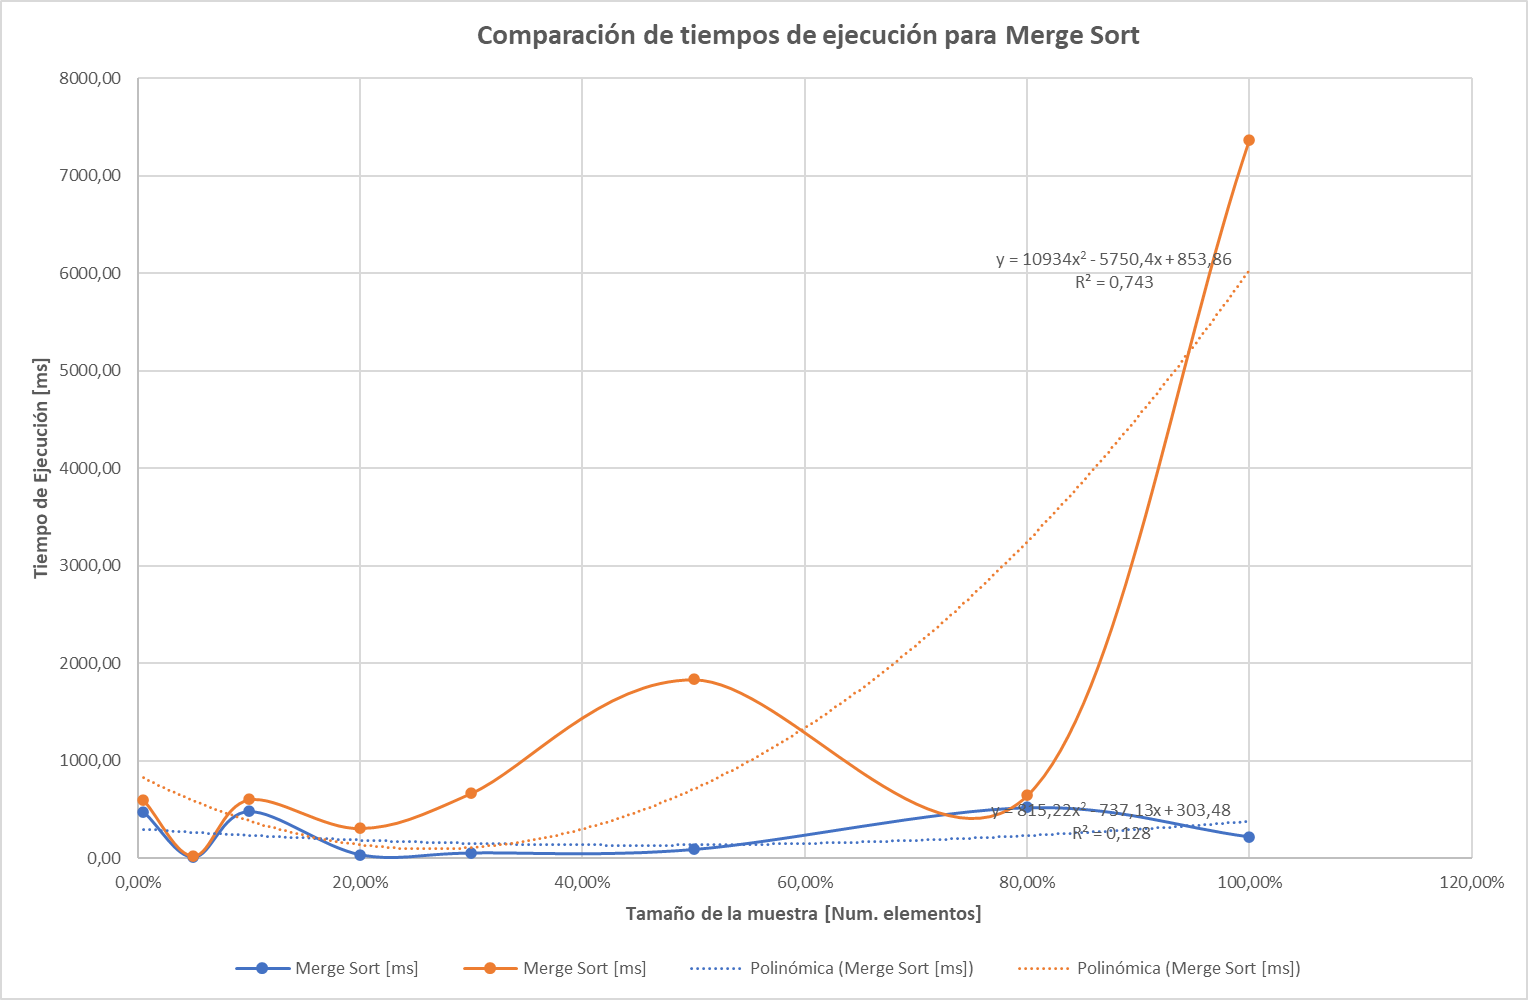 Comparación de tiempos de ejecución para Merge Sort
8000,00
7000,00
6000,00
5000,00
4000,00
3000,00
2000,00
1000,00
0,00
Tiempo de Ejecución [ms]
y = 10934x² - 5750,4x + 853,86
R² = 0,743
y = 815,22x² - 737,13x + 303,48
R² = 0,128
0,00% 20,00% 40,00% 60,00% 80,00% 100,00% 120,00%
Tamaño de la muestra [Num. elementos]
Merge Sort [ms] Merge Sort [ms] Polinómica (Merge Sort [ms]) Polinómica (Merge Sort [ms])